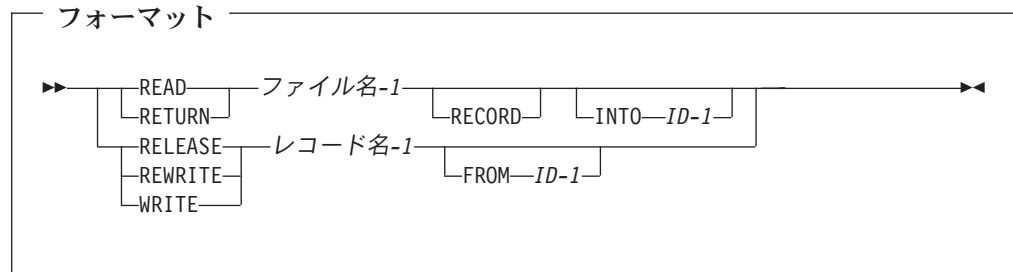 フォーマット
READ ファイル名-1
RETURN RECORD INTO ID-1
RELEASE レコード名-1
REWRITE FROM ID-1
WRITE